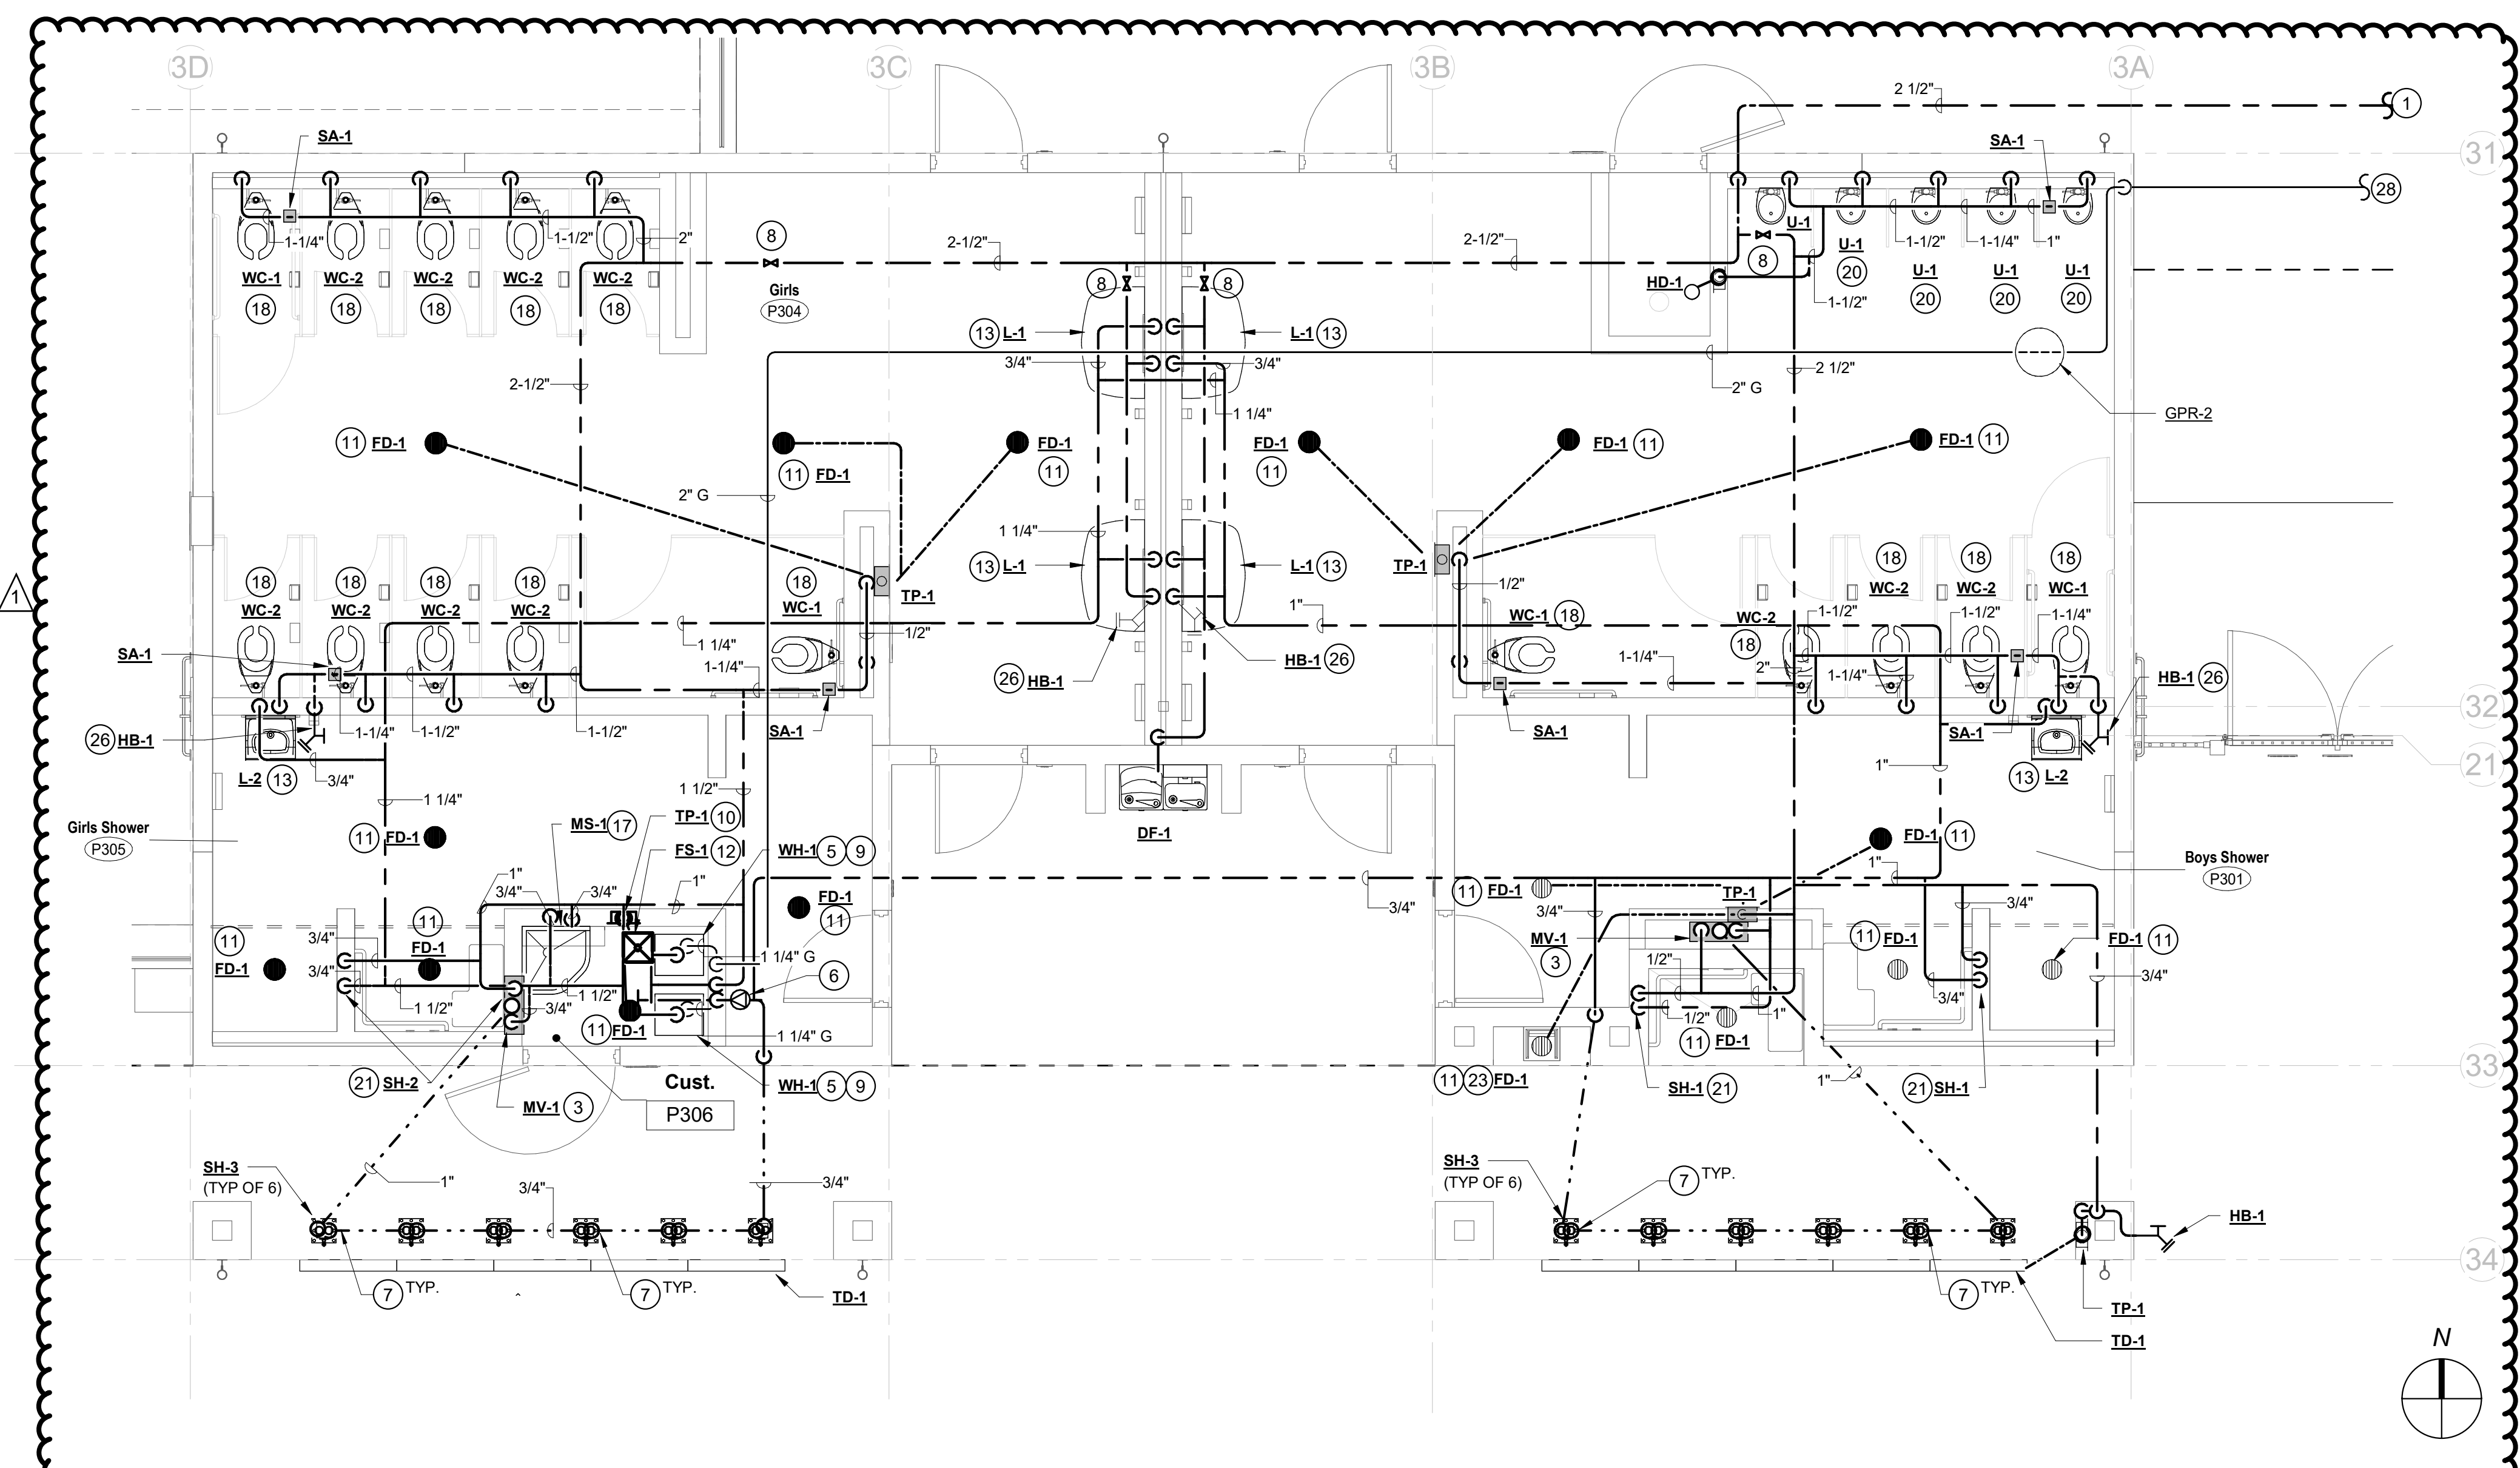 3D 3C 3B 3A
2 1/2" 1
SA-1 SA-1 31
28
1-1/4" 1-1/2" 2" 8 2-1/2" 2-1/2" U-1 1-1/2" 1-1/4" 1"
U-1
WC-1 WC-2 WC-2 WC-2 WC-2 8 8 HD-1 8 20 U-1 U-1 U-1
18 18 18 18 18 Girls 1-1/2" 20 20 20
P304
13 L-1 L-1 13
3/4" 3/4" 2 1/2"
2-1/2" 2" G
1 1/4" GPR-2
11 FD-1 FD-1 FD-1 FD-1 11 FD-1 11
11 FD-1 11 11
2" G
1 1/4"
18 18 18 18 18 13 L-1 L-1 13 TP-1 18 18 18
WC-2 WC-2 WC-2 WC-2 WC-1 TP-1 1/2" WC-2 WC-2 WC-1
1
1" WC-1 18 WC-2 1-1/2" 1-1/2" 1-1/4"
1/2" 18
1 1/4"
SA-1 1-1/4" HB-1 26 1-1/4" 2" 1-1/4"
26 HB-1 HB-1 26
32
1-1/4" 1-1/2" 1-1/2" SA-1 SA-1 SA-1
26 HB-1
L-2 13 3/4" 1" 13 L-2 21
1 1/4" 1 1/2"
Girls Shower MS-1 17 TP-1 10
P305 11 FD-1 DF-1 FD-1 11
FS-1 12 WH-1 5 9 Boys Shower
P301
1" 3/4" 3/4" 1" FD-1 11 FD-1 TP-1 1"
11 11 3/4" 3/4" 3/4"
11 FD-1 3/4" MV-1 11 FD-1 FD-1 11
FD-1 3/4" 1 1/4" G 3 1/2"
6 3/4"
1 1/2" 1 1/2" 3/4" 3/4"
11 FD-1 1 1/4" G 1/2" 1"
11 FD-1
33
21 SH-2 Cust. WH-1 5 9 11 23 FD-1 SH-1 21 1" 21 SH-1
MV-1 3 P306
SH-3 SH-3
(TYP OF 6) 1" 3/4" 3/4" (TYP OF 6) 7 TYP.
HB-1
34
7 TYP. 7 TYP. TD-1 7 TYP. TP-1
TD-1
N